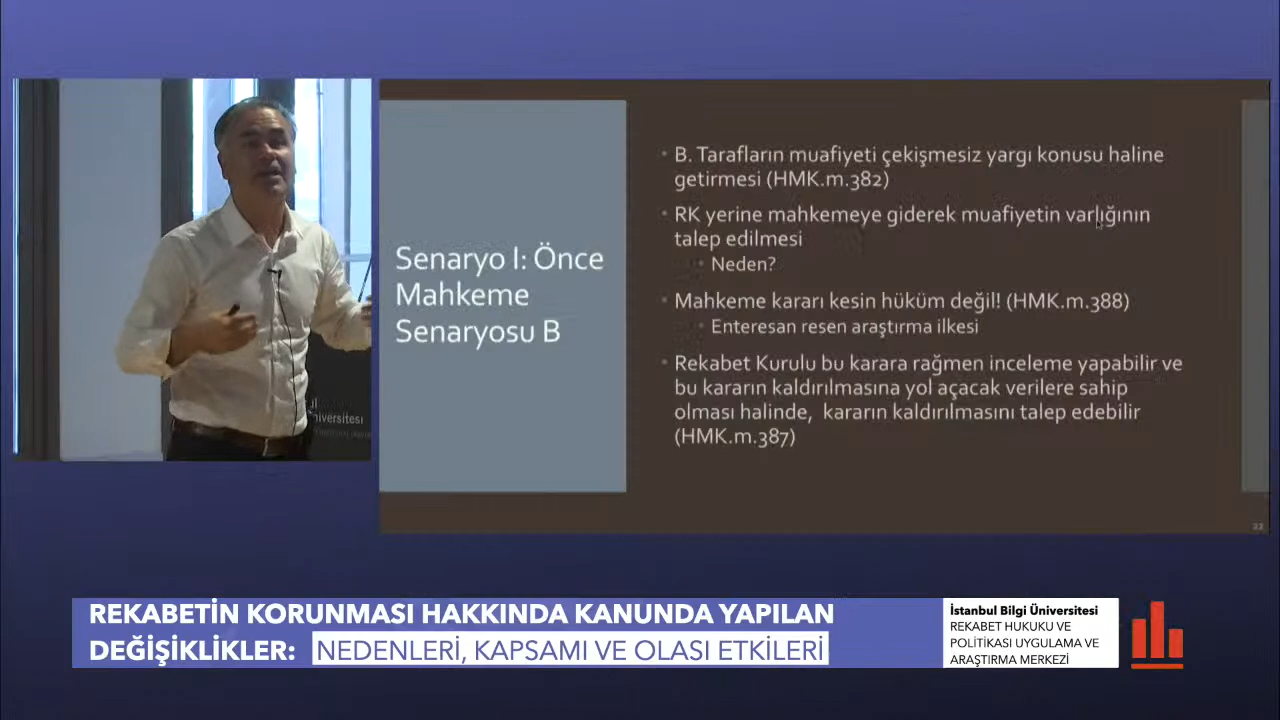 Senaryo I: Önce
Mahkeme
Senaryosu B
B. Tarafların muafiyeti çekişmesiz yargı konusu haline
getirmesi (HMK.m.382)
RK yerine mahkemeye giderek muafiyetin varlığının
talep edilmesi
Neden?
Mahkeme kararı kesin hüküm değil! (HMK.m.388)
Enteresan resen araştırma ilkesi
Rekabet Kurulu bu karara rağmen inceleme yapabilir ve
bu kararın kaldırılmasına yol açacak verilere sahip
olması halinde, kararın kaldırılmasını talep edebilir
(HMK.m.387)
22
REKABETİN KORUNMASI HAKKINDA KANUNDA YAPILAN
DEĞİŞİKLİKLER: NEDENLERİ, KAPSAMI VE OLASI ETKİLERİ
İstanbul Bilgi Üniversitesi
REKABET HUKUKU VE
POLİTİKASI UYGULAMA VE
ARAŞTIRMA MERKEZİ